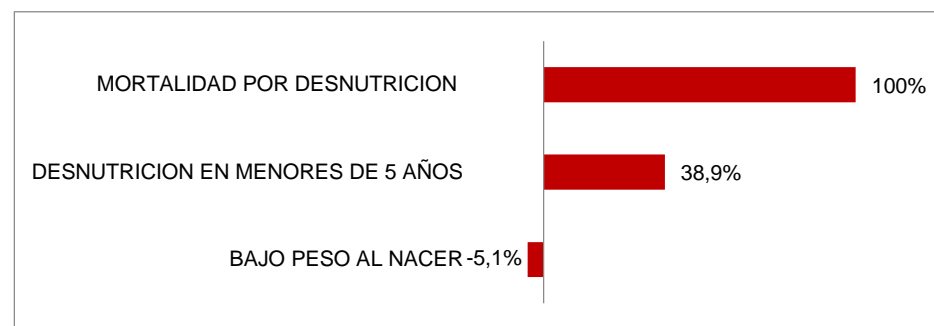 MORTALIDAD POR DESNUTRICION 100%
DESNUTRICION EN MENORES DE 5 AÑOS 38,9%
BAJO PESO AL NACER -5,1%